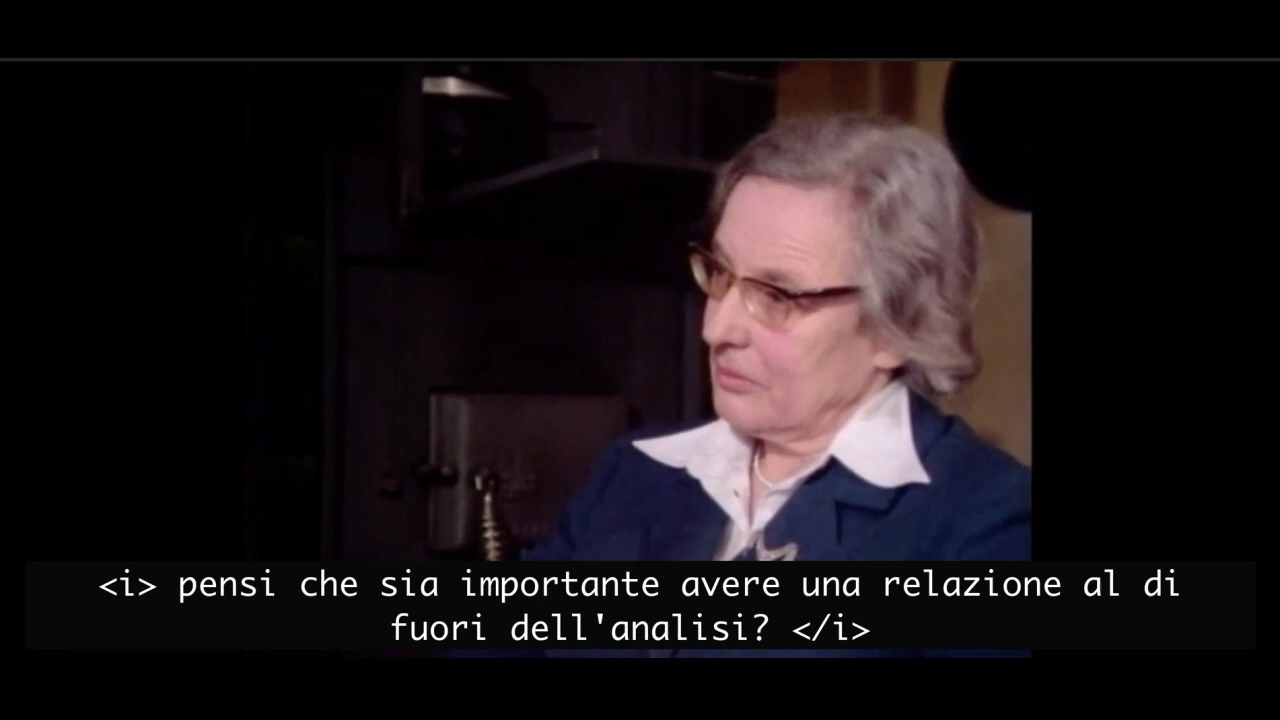 <i> pensi che sia importante avere una relazione al di
fuori dell'analisi? </i>